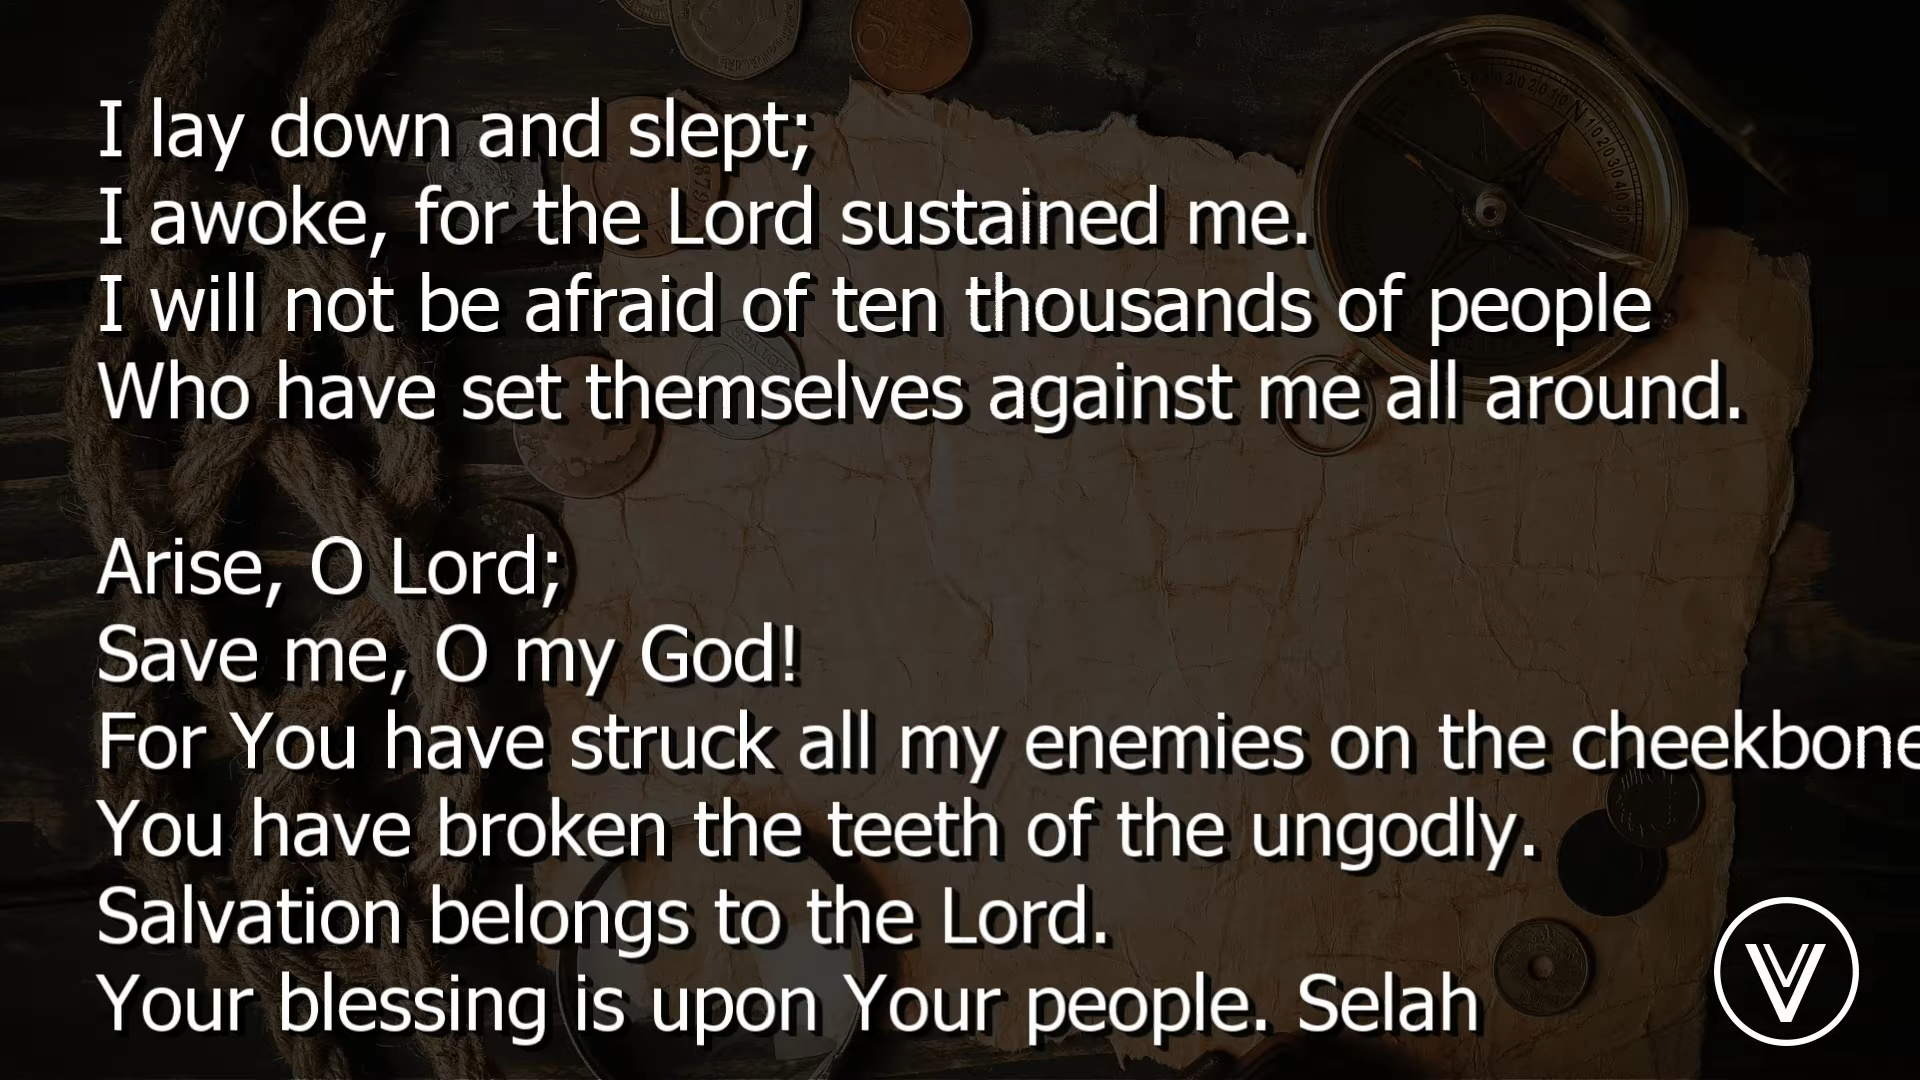 I lay down and slept;
I awoke, for the Lord sustained me.
I will not be afraid of ten thousands of people
Who have set themselves against me all around.
Arise, O Lord;
Save me, O my God!
For You have struck all my enemies on the cheekbone
You have broken the teeth of the ungodly.
Salvation belongs to the Lord.
Your blessing is upon Your people. Selah